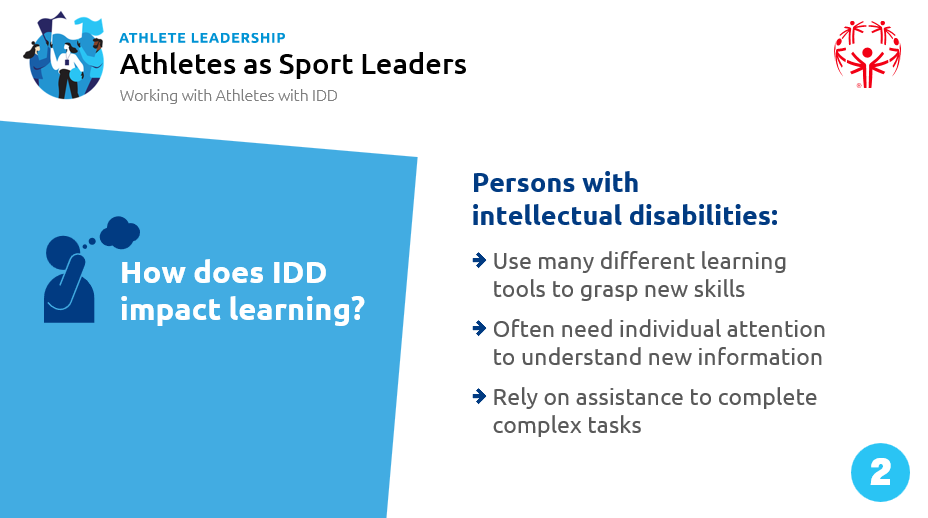 ATHLETE LEADERSHIP
Athletes as Sport Leaders
Working with Athletes with IDD
How does IDD
impact learning?
Persons with
intellectual disabilities:
Use many different learning
tools to grasp new skills
Often need individual attention
to understand new information
Rely on assistance to complete
complex tasks
2
®